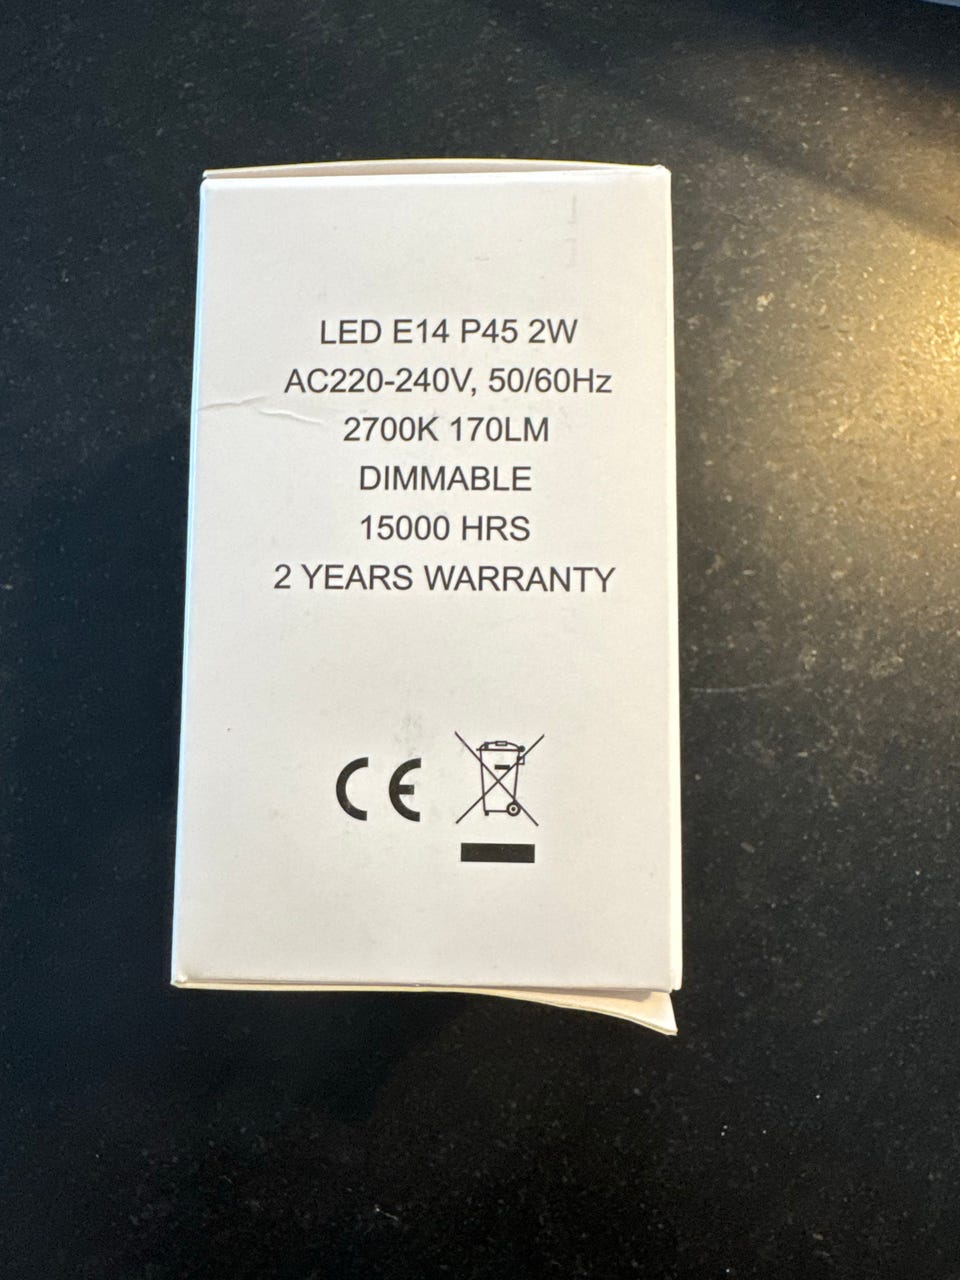 LED E14 P45 2W
AC220-240V, 50/60Hz
2700K 170LM
DIMMABLE
15000 HRS
2 YEARS WARRANTY
CE